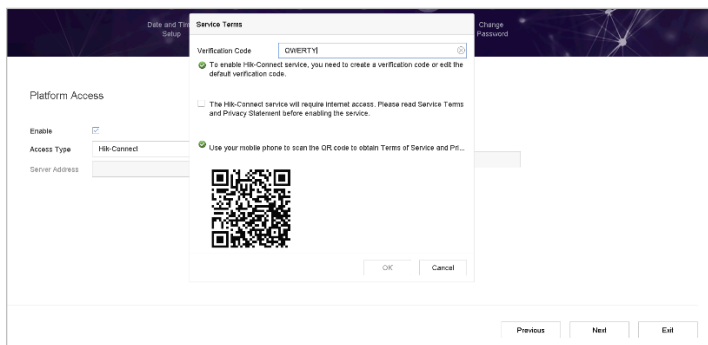 Date and Tim
Setup
Service Terms
Change
Password
Verification Code
QWERTY
To enable Hik-Connect service, you need to create a verification code or edit the
default verification code.
Platform Access
The Hik-Connect service will require internet access. Please read Service Terms
and Privacy Statement before enabling the service.
Enable
Access Type
Hik-Connect
Use your mobile phone to scan the QR code to obtain Terms of Service and Pri...
Server Address
OK
Cancel
Previous
Next
Exit